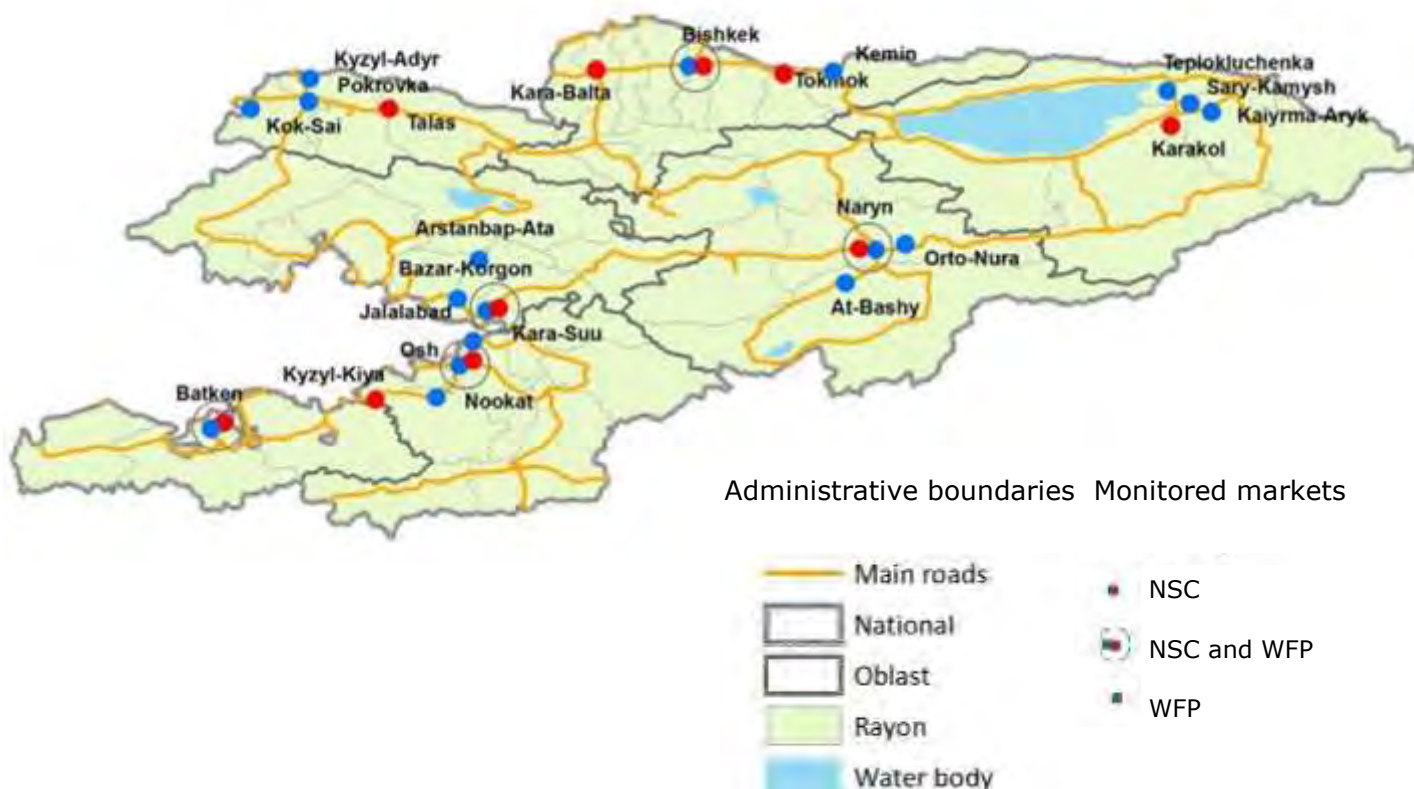 Bishkek
Kyzyl-Adyr
Kemin
Pokrovka
Teplokluchenka
Kara-Balta
Tokmok
Sary-Kamysh
Kok-Sai
Talas
Kaiyrma-Aryk
Karakol
Naryn
Arstanbap-Ata
Orto-Nura
Bazar-Korgon
At-Bashy
Jalalabad
Kara-Suu
Osh
Kyzyl-Kiya
Batken
Nookat
Administrative boundaries Monitored markets
Main roads
National
Oblast
Rayon
Water body
NSC
NSC and WFP
WFP